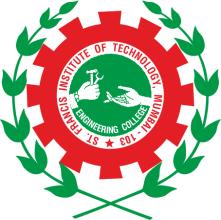 ST. FRANCIS INSTITUTE OF TECHNOLOGY, MUMBAI - 103
ENGINEERING COLLEGE